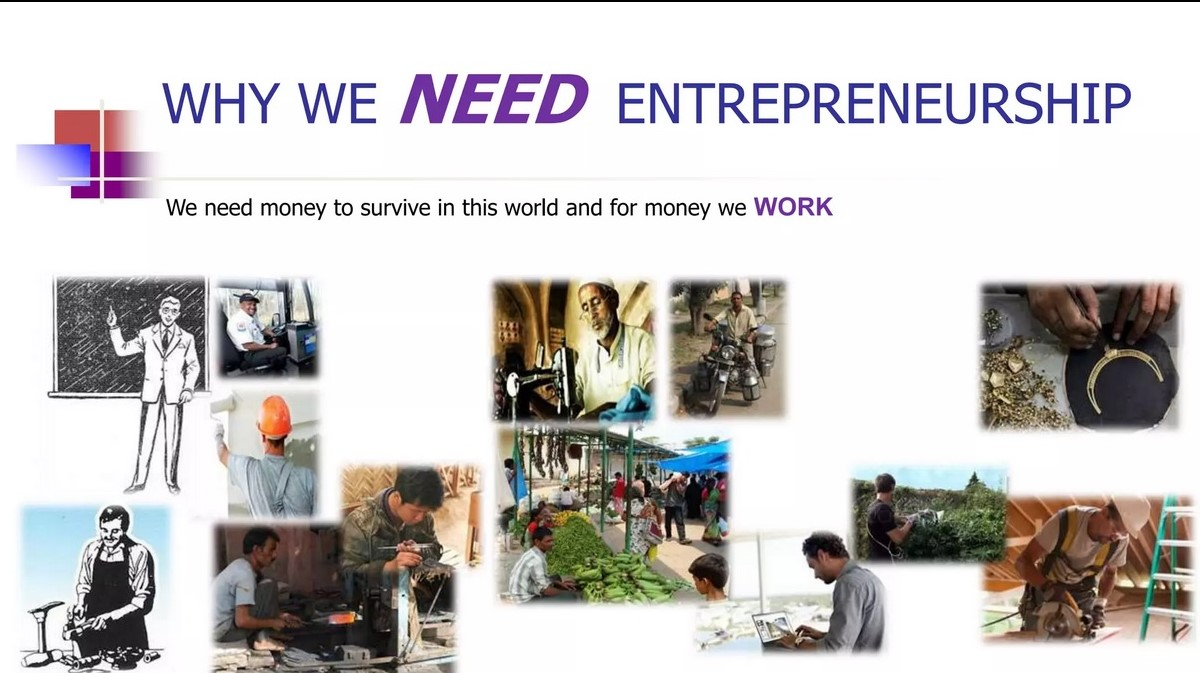 WHY WE NEED ENTREPRENEURSHIP
We need money to survive in this world and for money we WORK